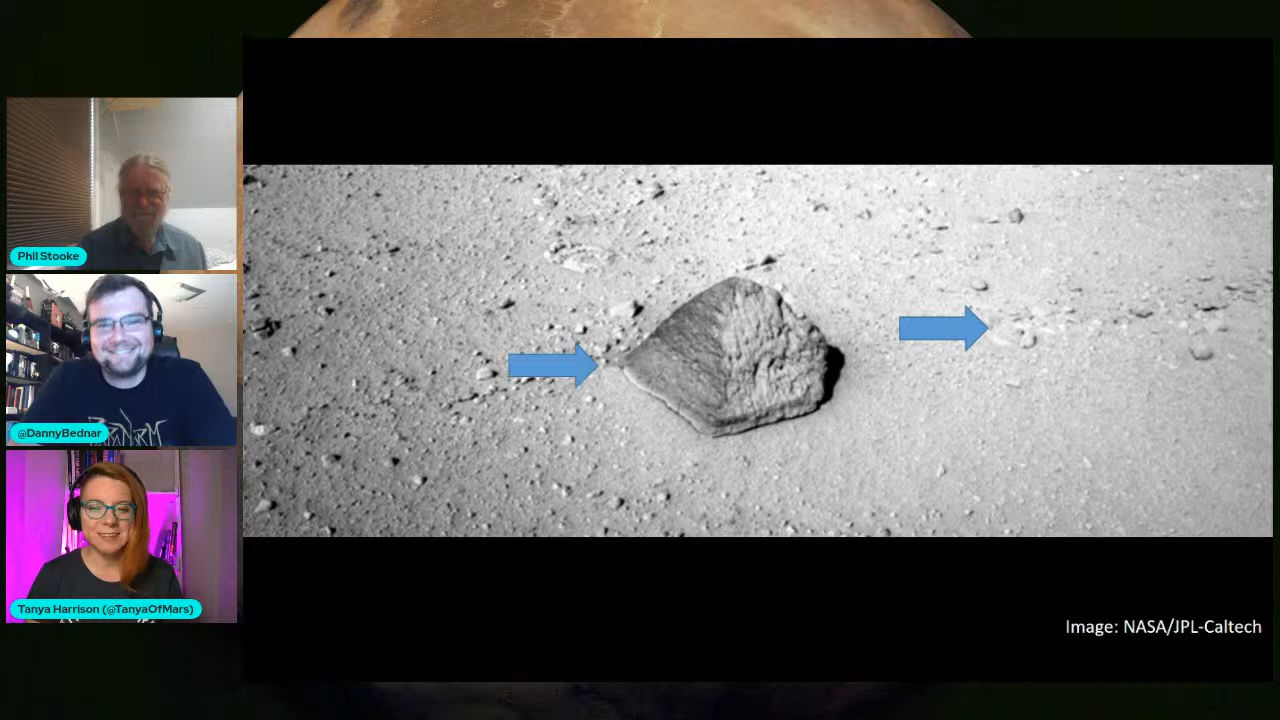 Phil Stooke
@DannyBednar
Tanya Harrison (@TanyaOfMars)
Image: NASA/JPL-Caltech